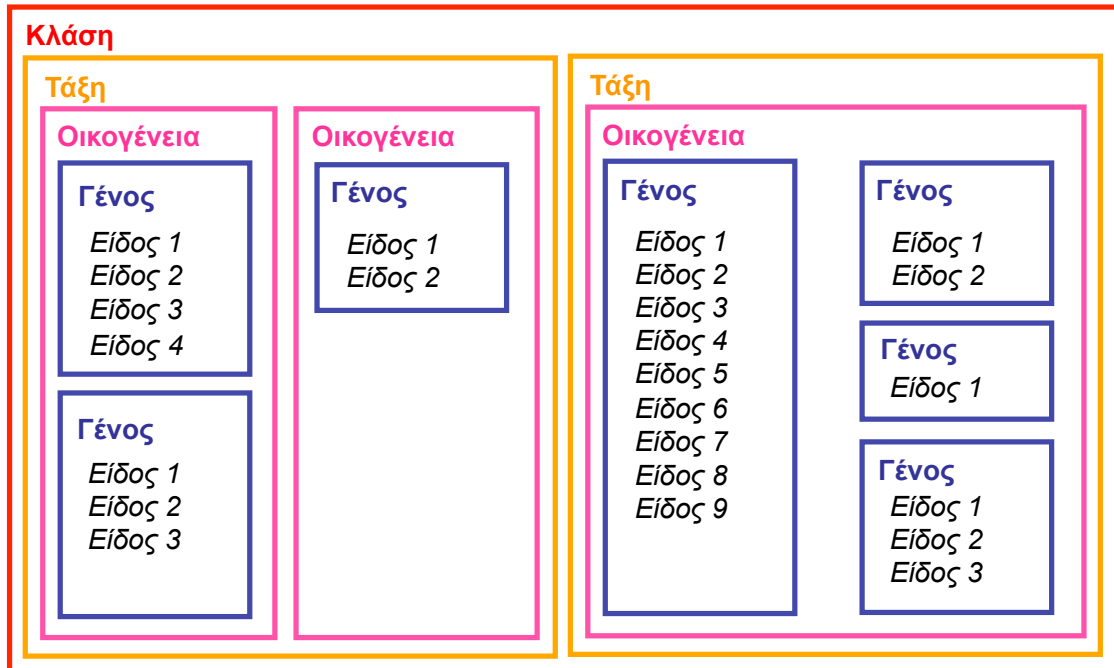 Κλάση
Τάξη
Οικογένεια
Γένος
Είδος 1
Είδος 2
Είδος 3
Είδος 4
Γένος
Είδος 1
Είδος 2
Είδος 3
Οικογένεια
Γένος
Είδος 1
Είδος 2
Τάξη
Οικογένεια
Γένος
Είδος 1
Είδος 2
Είδος 3
Είδος 4
Είδος 5
Είδος 6
Είδος 7
Είδος 8
Είδος 9
Γένος
Είδος 1
Είδος 2
Γένος
Είδος 1
Γένος
Είδος 1
Είδος 2
Είδος 3